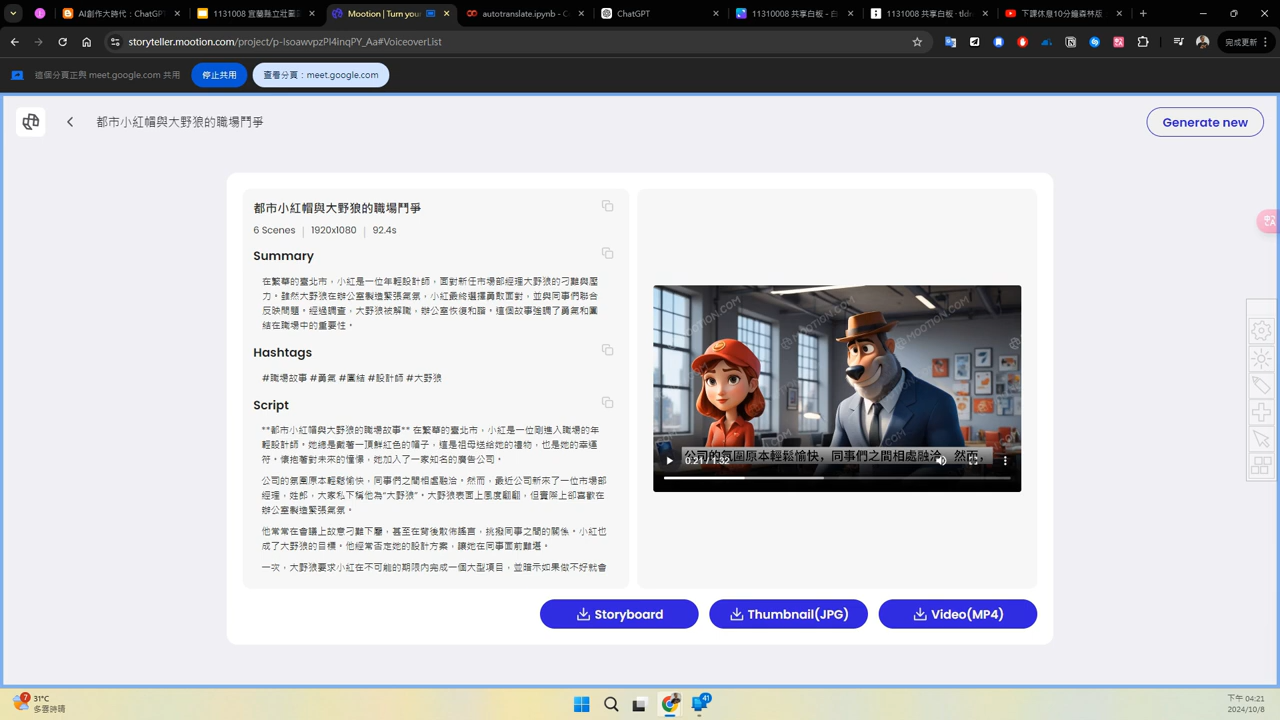 AI創作大時代：ChatGPT
1131008 宜蘭縣立壯圍
Mootion | Turn your
autotranslate.ipynb - C
ChatGPT
11310008 共享白板 -
1131008 共享白板 · tld
下課休息10分鐘森林版
storyteller.mootion.com/project/p-IsoawvpzPI4InqPY_Aa#VoiceoverList
完成更新
這個分頁正與 meet.google.com 共用
停止共用
查看分頁：meet.google.com
都市小紅帽與大野狼的職場鬥爭
Generate new
都市小紅帽與大野狼的職場鬥爭
6 Scenes | 1920x1080 | 92.4s
Summary
在繁華的臺北市，小紅是一位年輕設計師，面對新任市場部經理大野狼的刁難與壓
力。雖然大野狼在辦公室製造緊張氣氛，小紅最終選擇勇敢面對，並與同事們聯合
反映問題。經過調查，大野狼被解職，辦公室恢復和諧。這個故事強調了勇氣和團
結在職場中的重要性。
Hashtags
#職場故事 #勇氣 #團結 #設計師 #大野狼
Script
**都市小紅帽與大野狼的職場故事** 在繁華的臺北市，小紅是一位剛進入職場的年
輕設計師。她總是戴著一頂鮮紅色的帽子，這是祖母送給她的禮物，也是她的幸運
符。懷抱著對未來的憧憬，她加入了一家知名的廣告公司。
公司的氛圍原本輕鬆愉快，同事們之間相處融洽。然而，最近公司新來了一位市場部
經理，姓郎，大家私下稱他為“大野狼”。大野狼表面上風度翩翩，但實際上卻喜歡在
辦公室製造緊張氣氛。
他常常在會議上故意刁難下屬，甚至在背後散佈謠言，挑撥同事之間的關係。小紅也
成了大野狼的目標。他經常否定她的設計方案，讓她在同事面前難堪。
一次，大野狼要求小紅在不可能的期限內完成一個大型項目，並暗示如果做不好就會
MOOTION.COM
MOOTION.COM
MOOTION.COM
公司的氛圍原本輕鬆愉快，同事們之間相處融洽。然而，
0:21 / 1:32
Storyboard
Thumbnail(JPG)
Video(MP4)
7
31°C
多雲時晴
41
下午 04:21
2024/10/8